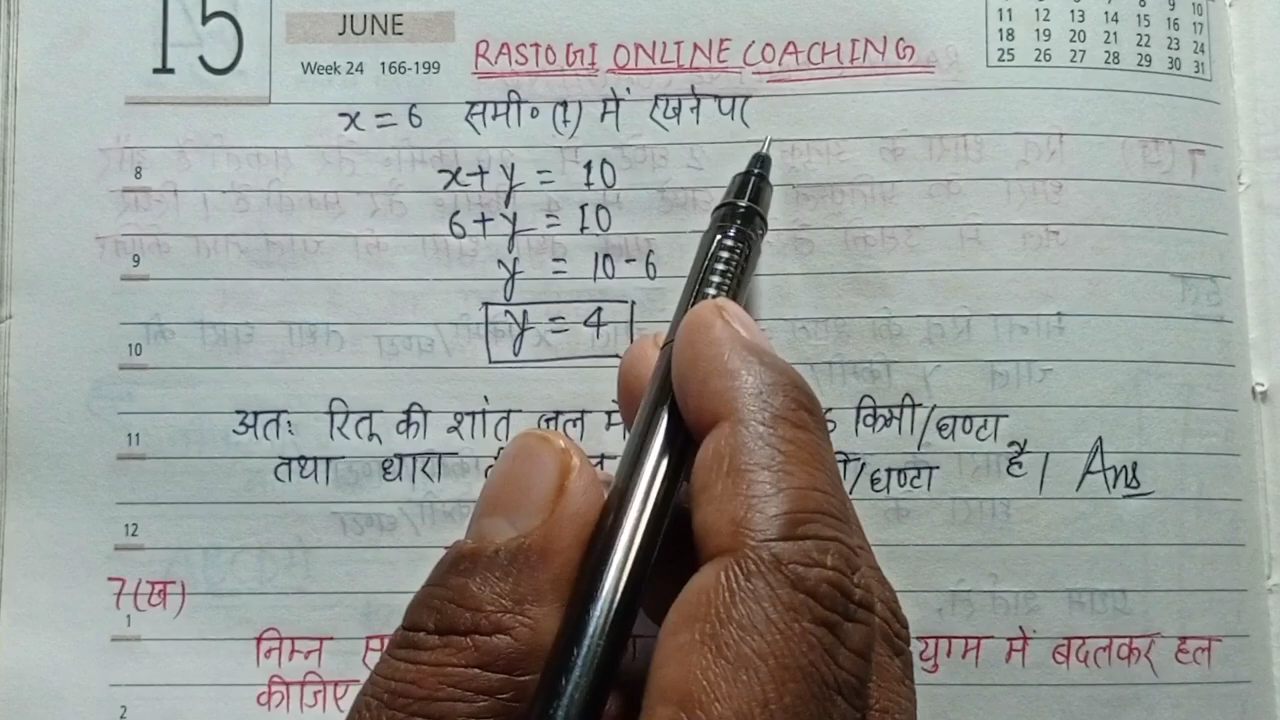 15
JUNE
Week 24 166-199
9 10
11 12 13 14 15 16 17
18 19 20 21 22 23 24
25 26 27 28 29 30 31
RASTOGI ONLINE COACHING
x = 6 समी० (1) में रखने पर
8
x + y = 10
6 + y = 10
9
y = 10 - 6
y = 4
10
अतः रितू की शांत जल में किमी/घण्टा
11
तथा धारा /घण्टा है। Ans
12
7(ख)
1
निम्न युग्म में बदलकर हल
कीजिए
2